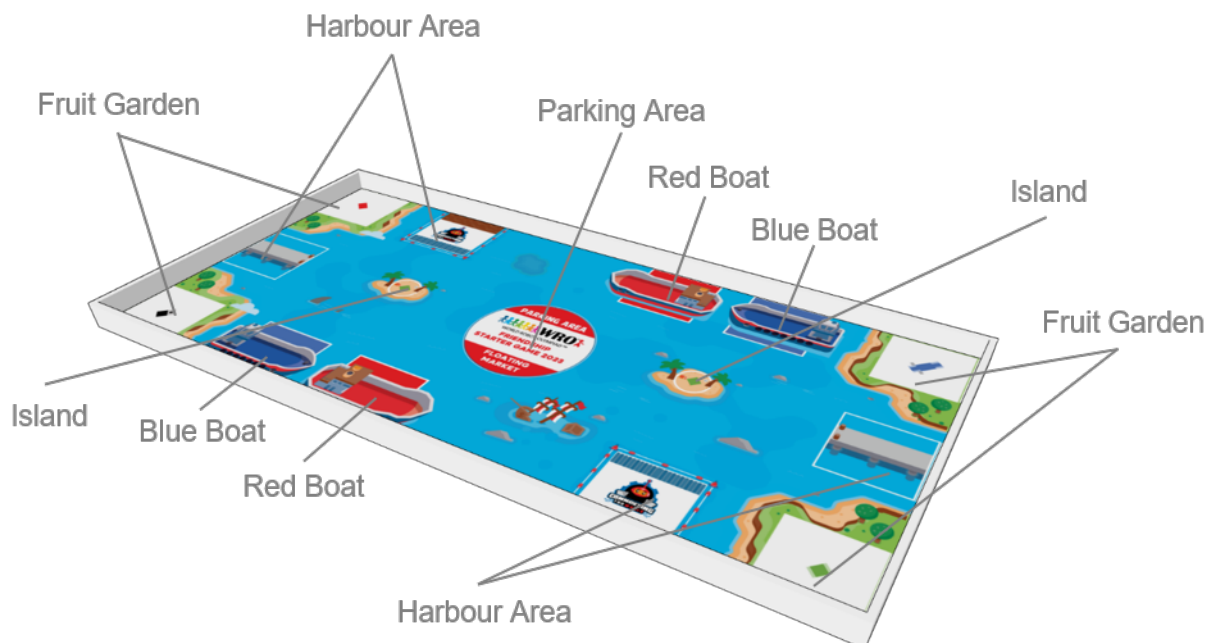 Harbour Area
Fruit Garden
Parking Area
Red Boat
Island
Blue Boat
Fruit Garden
PARKING AREA
WRO
FRIENDSHIP
STARTER GAME 2023
FLOATING
MARKET
Island
Blue Boat
Red Boat
Harbour Area